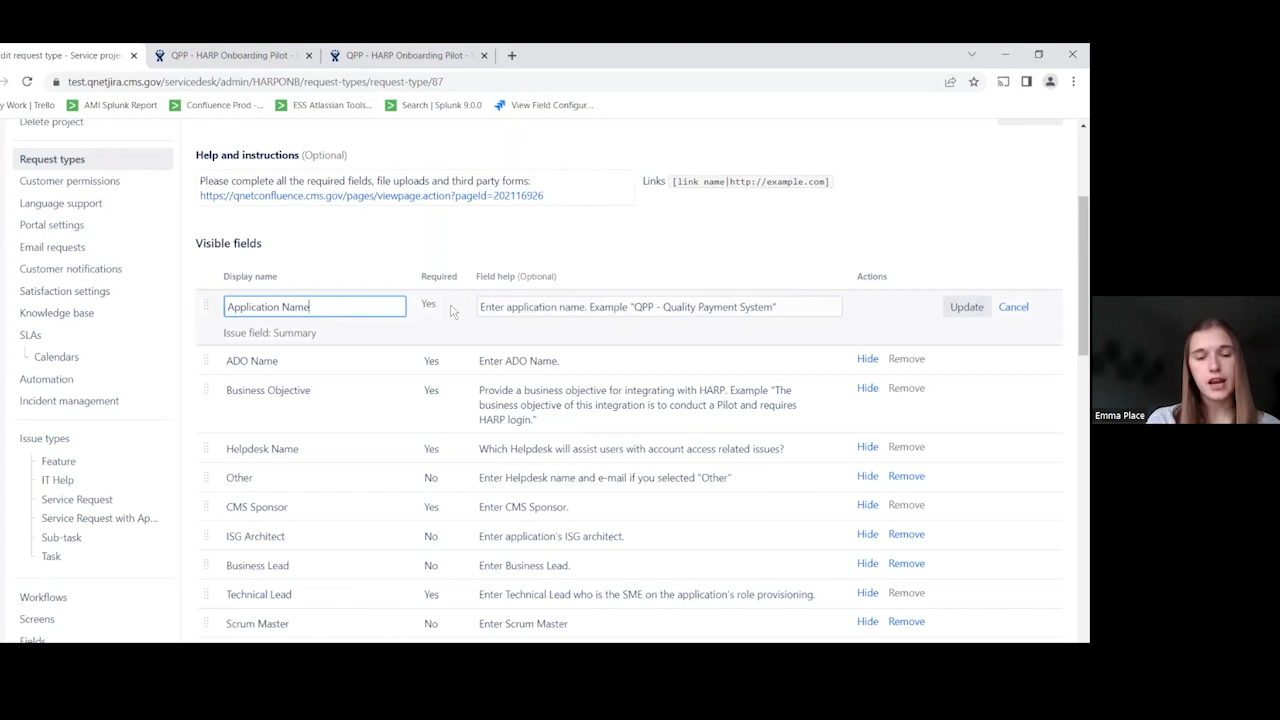 dit request type - Service proje
QPP - HARP Onboarding Pilot -
QPP - HARP Onboarding Pilot -
test.qnetjira.cms.gov/servicedesk/admin/HARPONB/request-types/request-type/87
y Work | Trello
AMI Splunk Report
Confluence Prod -...
ESS Atlassian Tools...
Search | Splunk 9.0.0
View Field Configur...
Delete project
Request types
Customer permissions
Language support
Portal settings
Email requests
Customer notifications
Satisfaction settings
Knowledge base
SLAs
Calendars
Automation
Incident management
Issue types
Feature
IT Help
Service Request
Service Request with Ap...
Sub-task
Task
Workflows
Screens
Fields
Help and instructions (Optional)
Please complete all the required fields, file uploads and third party forms:
https://qnetconfluence.cms.gov/pages/viewpage.action?pageId=202116926
Links [link name|http://example.com]
Visible fields
Display name Required Field help (Optional) Actions
Application Name Yes Enter application name. Example "QPP - Quality Payment System" Update Cancel
Issue field: Summary
ADO Name Yes Enter ADO Name. Hide Remove
Business Objective Yes Provide a business objective for integrating with HARP. Example "The Hide Remove
business objective of this integration is to conduct a Pilot and requires
HARP login."
Helpdesk Name Yes Which Helpdesk will assist users with account access related issues? Hide Remove
Other No Enter Helpdesk name and e-mail if you selected "Other" Hide Remove
CMS Sponsor Yes Enter CMS Sponsor. Hide Remove
ISG Architect No Enter application's ISG architect. Hide Remove
Business Lead No Enter Business Lead. Hide Remove
Technical Lead Yes Enter Technical Lead who is the SME on the application's role provisioning. Hide Remove
Scrum Master No Enter Scrum Master Hide Remove
Emma Place